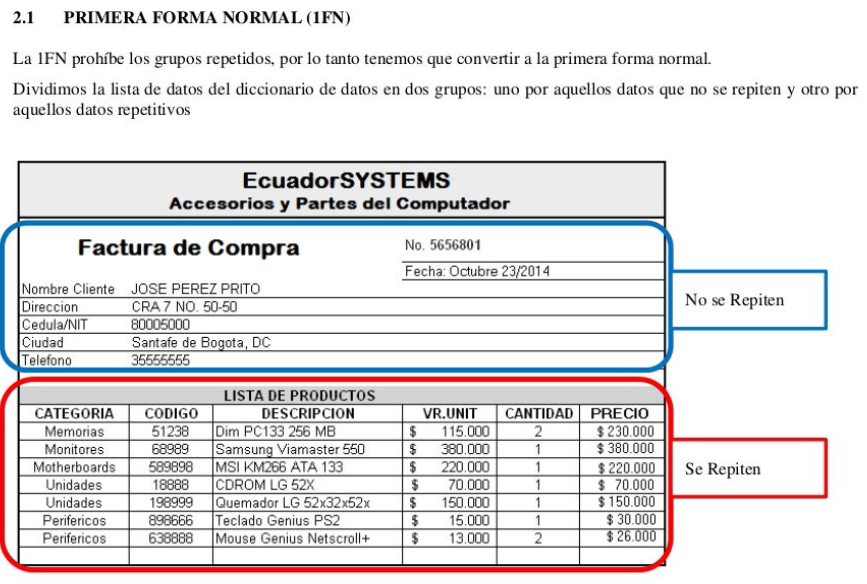 2.1 PRIMERA FORMA NORMAL (1FN)
La 1FN prohíbe los grupos repetidos, por lo tanto tenemos que convertir a la primera forma normal.
Dividimos la lista de datos del diccionario de datos en dos grupos: uno por aquellos datos que no se repiten y otro por
aquellos datos repetitivos
EcuadorSYSTEMS
Accesorios y Partes del Computador
Factura de Compra No. 5656801
Fecha: Octubre 23/2014
Nombre Cliente JOSE PEREZ PRITO
Direccion CRA 7 NO. 50-50
Cedula/NIT 80005000
Ciudad Santafe de Bogota, DC
Telefono 35555555
No se Repiten
LISTA DE PRODUCTOS
CATEGORIA CODIGO DESCRIPCION VR.UNIT CANTIDAD PRECIO
Memorias 51238 Dim PC133 256 MB $ 115.000 2 $ 230.000
Monitores 68989 Samsung Viamaster 550 $ 380.000 1 $ 380.000
Motherboards 589898 MSI KM266 ATA 133 $ 220.000 1 $ 220.000
Unidades 18888 CDROM LG 52X $ 70.000 1 $ 70.000
Unidades 198999 Quemador LG 52x32x52x $ 150.000 1 $ 150.000
Perifericos 898666 Teclado Genius PS2 $ 15.000 1 $ 30.000
Perifericos 638888 Mouse Genius Netscroll+ $ 13.000 2 $ 26.000
Se Repiten